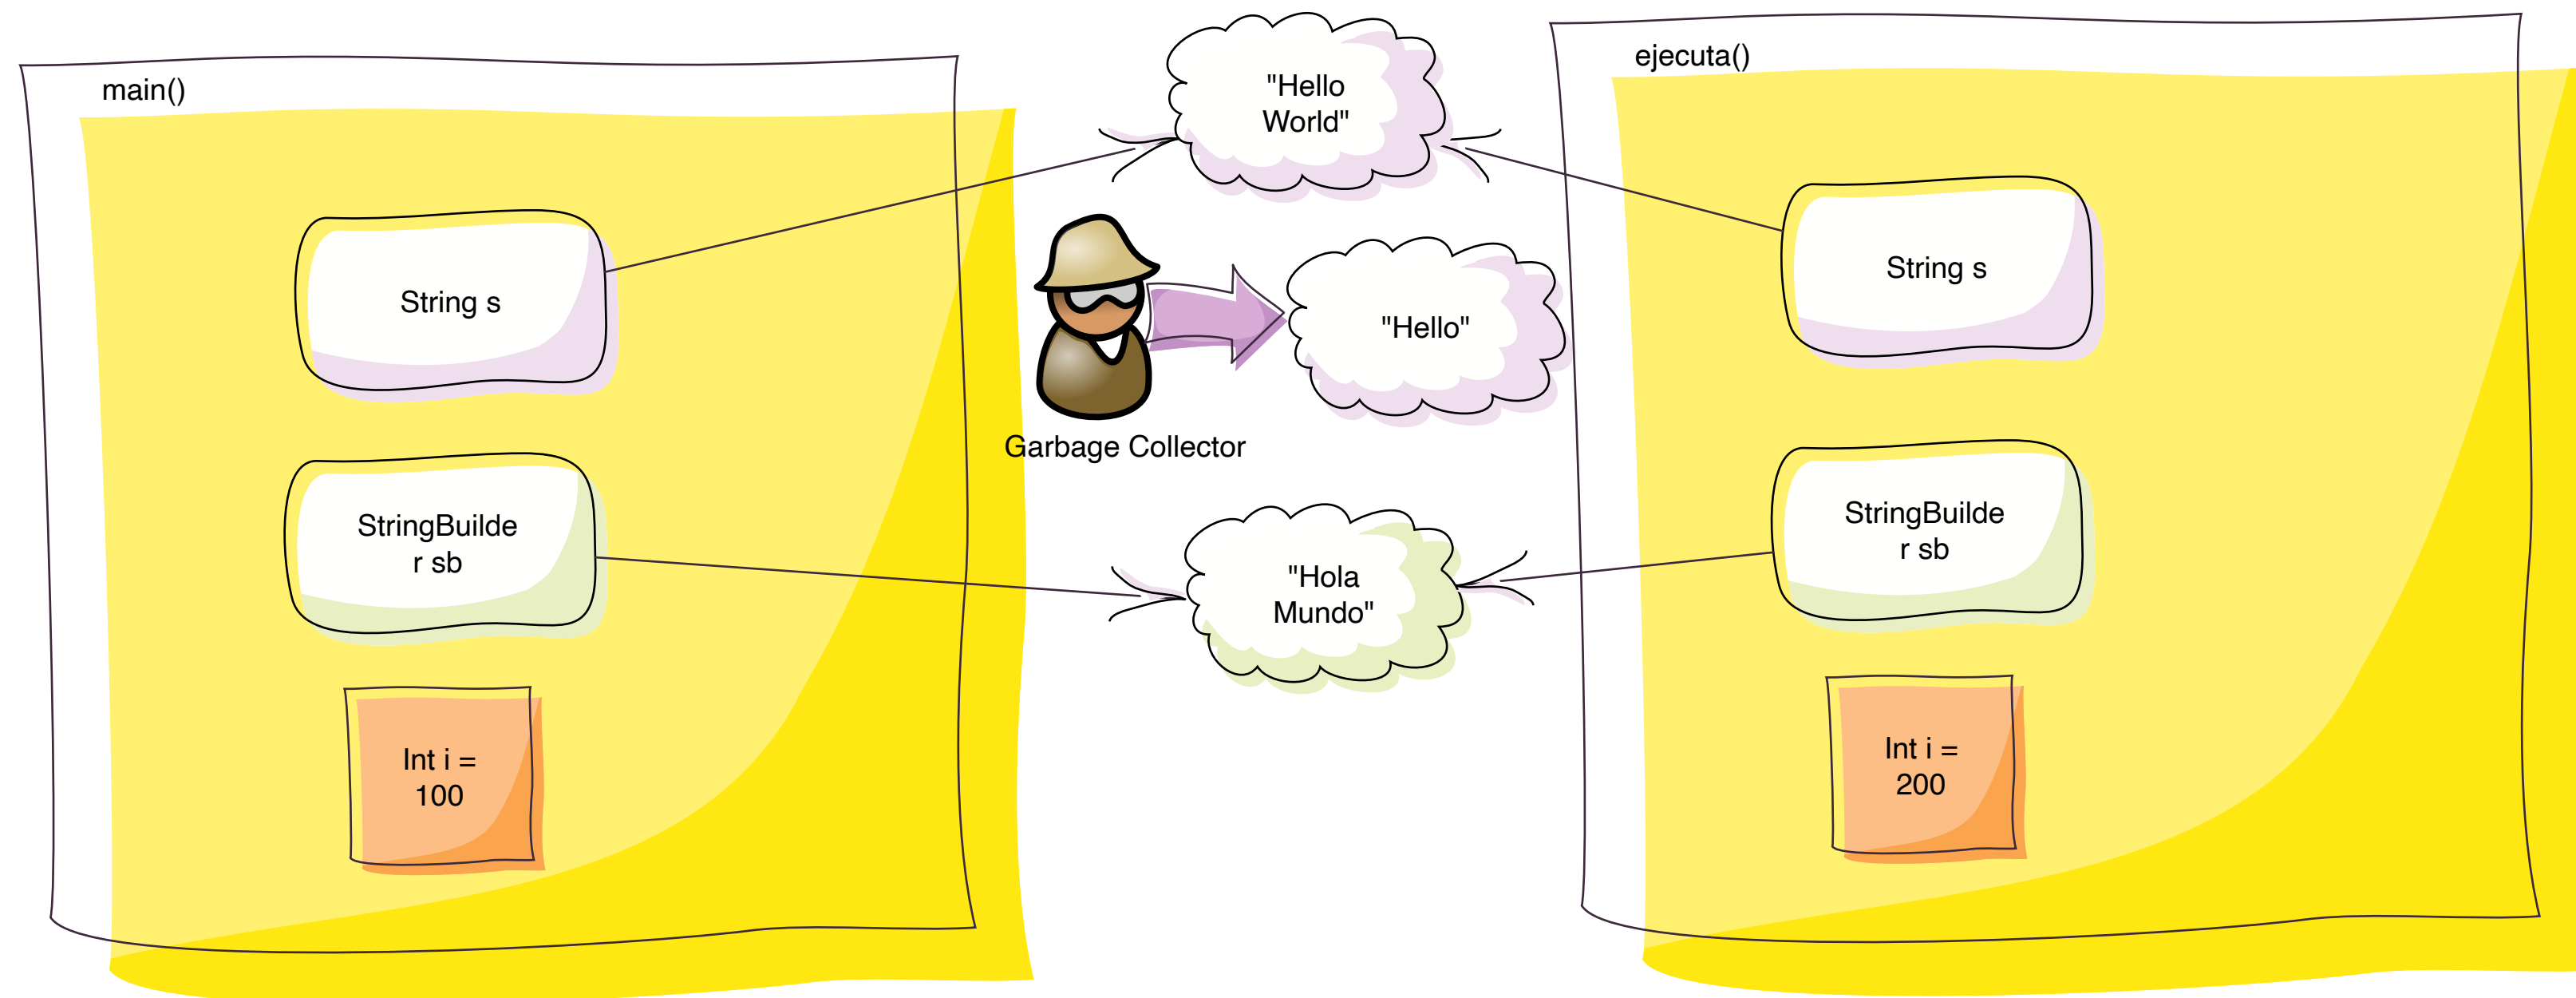 main()
String s
StringBuilde
r sb
Int i =
100
"Hello
World"
"Hello"
Garbage Collector
"Hola
Mundo"
ejecuta()
String s
StringBuilde
r sb
Int i =
200